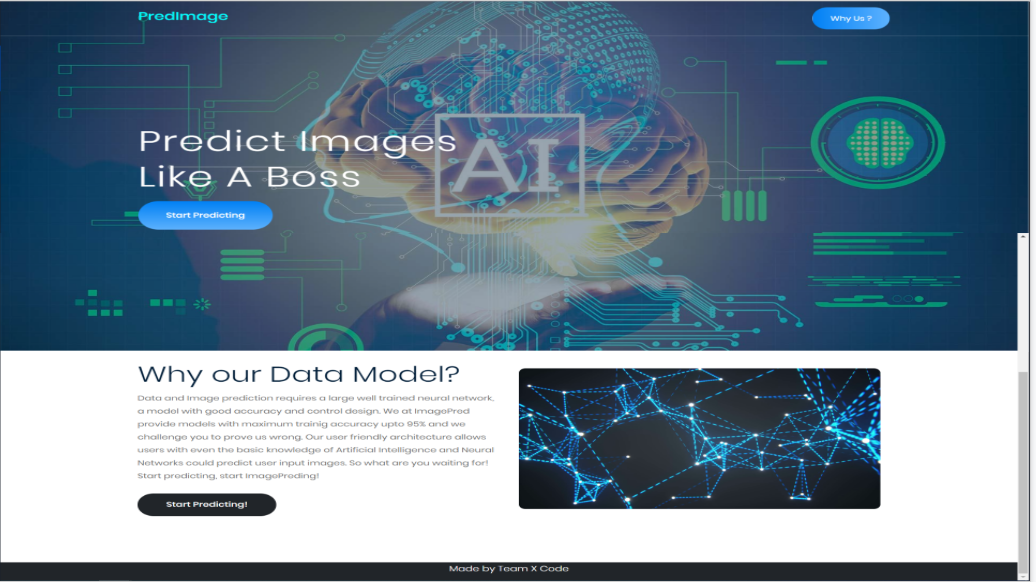 PredImage
Why Us ?
Predict Images
Like A Boss
AI
Start Predicting
Why our Data Model?
Data and Image prediction requires a large well trained neural network,
a model with good accuracy and control design. We at ImagePred
provide models with maximum trainig accuracy upto 95% and we
challenge you to prove us wrong. Our user friendly architecture allows
users with even the basic knowledge of Artificial Intelligence and Neural
Networks could predict user input images. So what are you waiting for!
Start predicting, start ImagePreding!
Start Predicting!
Made by Team X Code